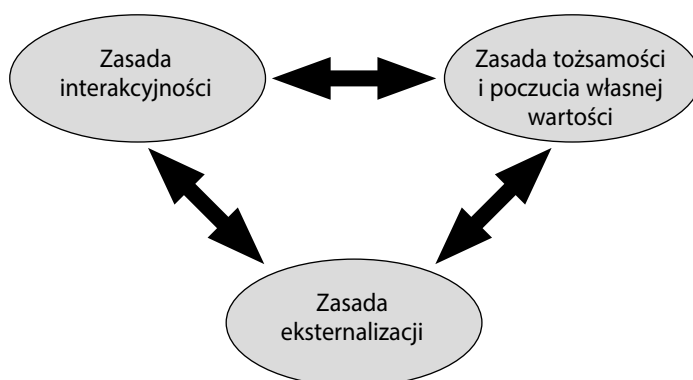 Zasada
interakcyjności
Zasada tożsamości
i poczucia własnej
wartości
Zasada
eksternalizacji